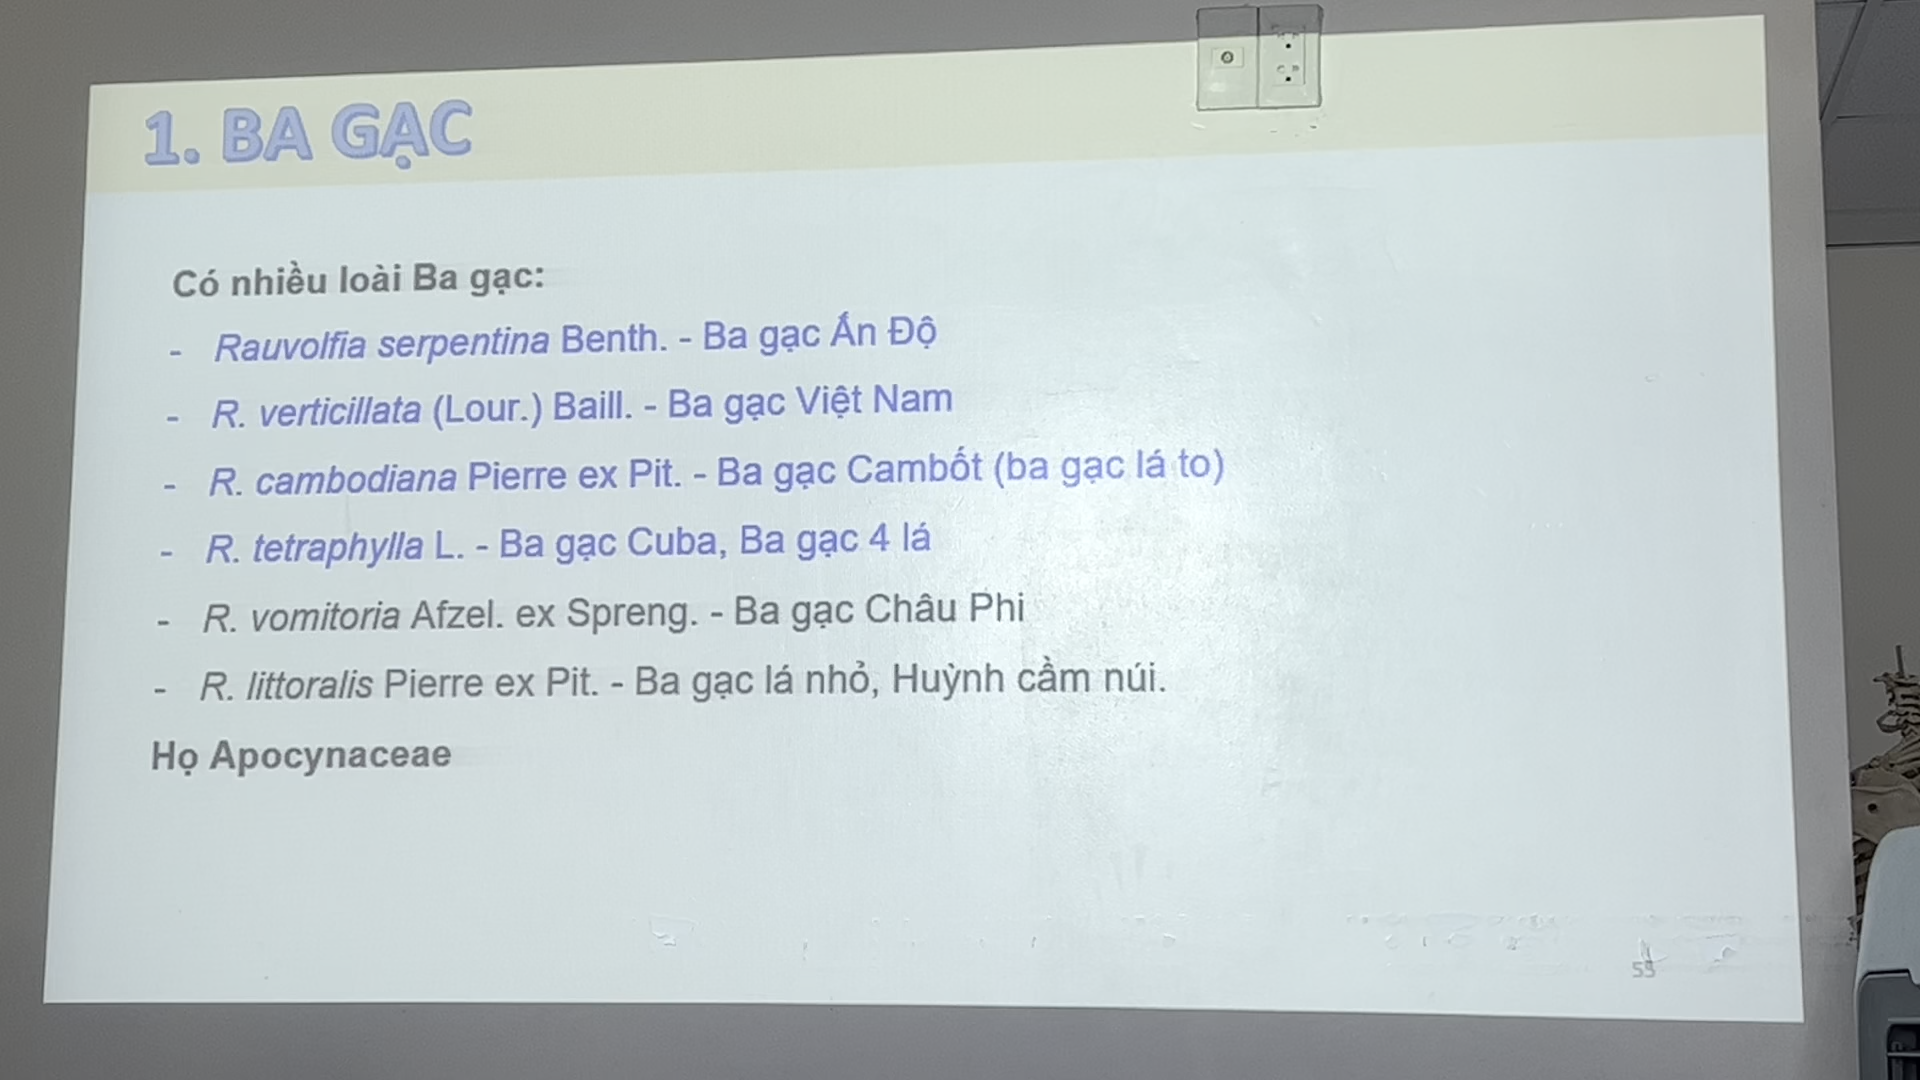 1. BA GẠC
Có nhiều loài Ba gạc:
- Rauvolfia serpentina Benth. - Ba gạc Ấn Độ
- R. verticillata (Lour.) Baill. - Ba gạc Việt Nam
- R. cambodiana Pierre ex Pit. - Ba gạc Cambốt (ba gạc lá to)
- R. tetraphylla L. - Ba gạc Cuba, Ba gạc 4 lá
- R. vomitoria Afzel. ex Spreng. - Ba gạc Châu Phi
- R. littoralis Pierre ex Pit. - Ba gạc lá nhỏ, Huỳnh cầm núi.
Họ Apocynaceae